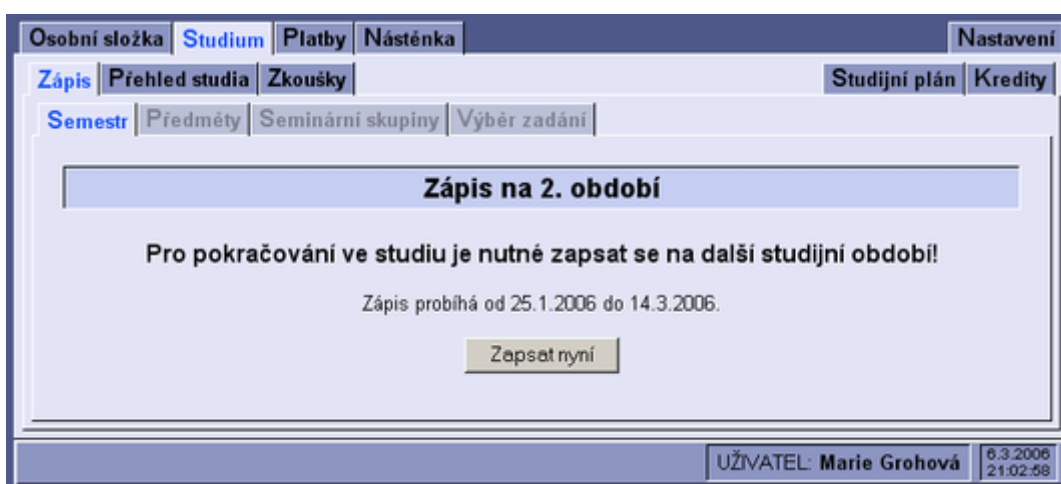 Osobní složka Studium Platby Nástěnka Nastavení
Zápis Přehled studia Zkoušky Studijní plán Kredity
Semestr Předměty Seminární skupiny Výběr zadání
Zápis na 2. období
Pro pokračování ve studiu je nutné zapsat se na další studijní období!
Zápis probíhá od 25.1.2006 do 14.3.2006.
Zapsat nyní
UŽIVATEL: Marie Grohová 6.3.2006
21:02:58